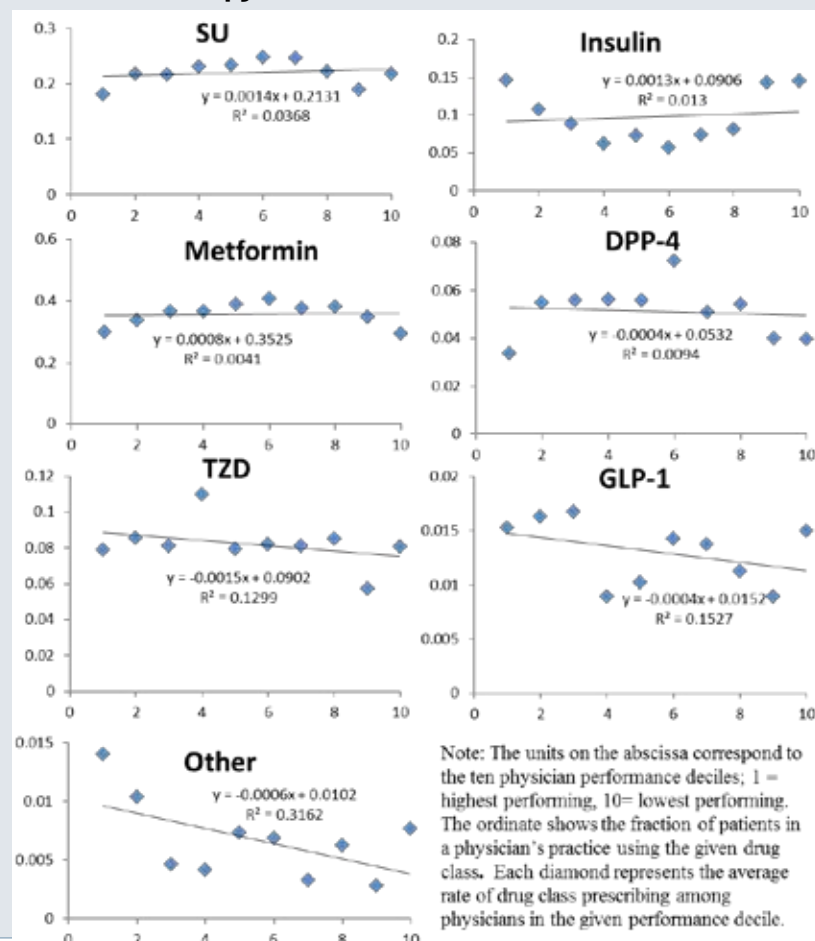 SU
0.3
0.2
0.1
0
0 2 4 6 8 10
y = 0.0014x + 0.2131
R² = 0.0368
Insulin
0.2
0.15
0.1
0.05
0
0 2 4 6 8 10
y = 0.0013x + 0.0906
R² = 0.013
Metformin
0.6
0.4
0.2
0
0 2 4 6 8 10
y = 0.0008x + 0.3525
R² = 0.0041
DPP-4
0.08
0.06
0.04
0.02
0
0 2 4 6 8 10
y = -0.0004x + 0.0532
R² = 0.0094
TZD
0.12
0.1
0.08
0.06
0.04
0.02
0
0 2 4 6 8 10
y = -0.0015x + 0.0902
R² = 0.1299
GLP-1
0.02
0.015
0.01
0.005
0
0 2 4 6 8 10
y = -0.0004x + 0.0152
R² = 0.1527
Other
0.015
0.01
0.005
0
0 2 4 6 8 10
y = -0.0006x + 0.0102
R² = 0.3162
Note: The units on the abscissa correspond to
the ten physician performance deciles; 1 =
highest performing, 10= lowest performing.
The ordinate shows the fraction of patients in
a physician's practice using the given drug
class. Each diamond represents the average
rate of drug class prescribing among
physicians in the given performance decile.